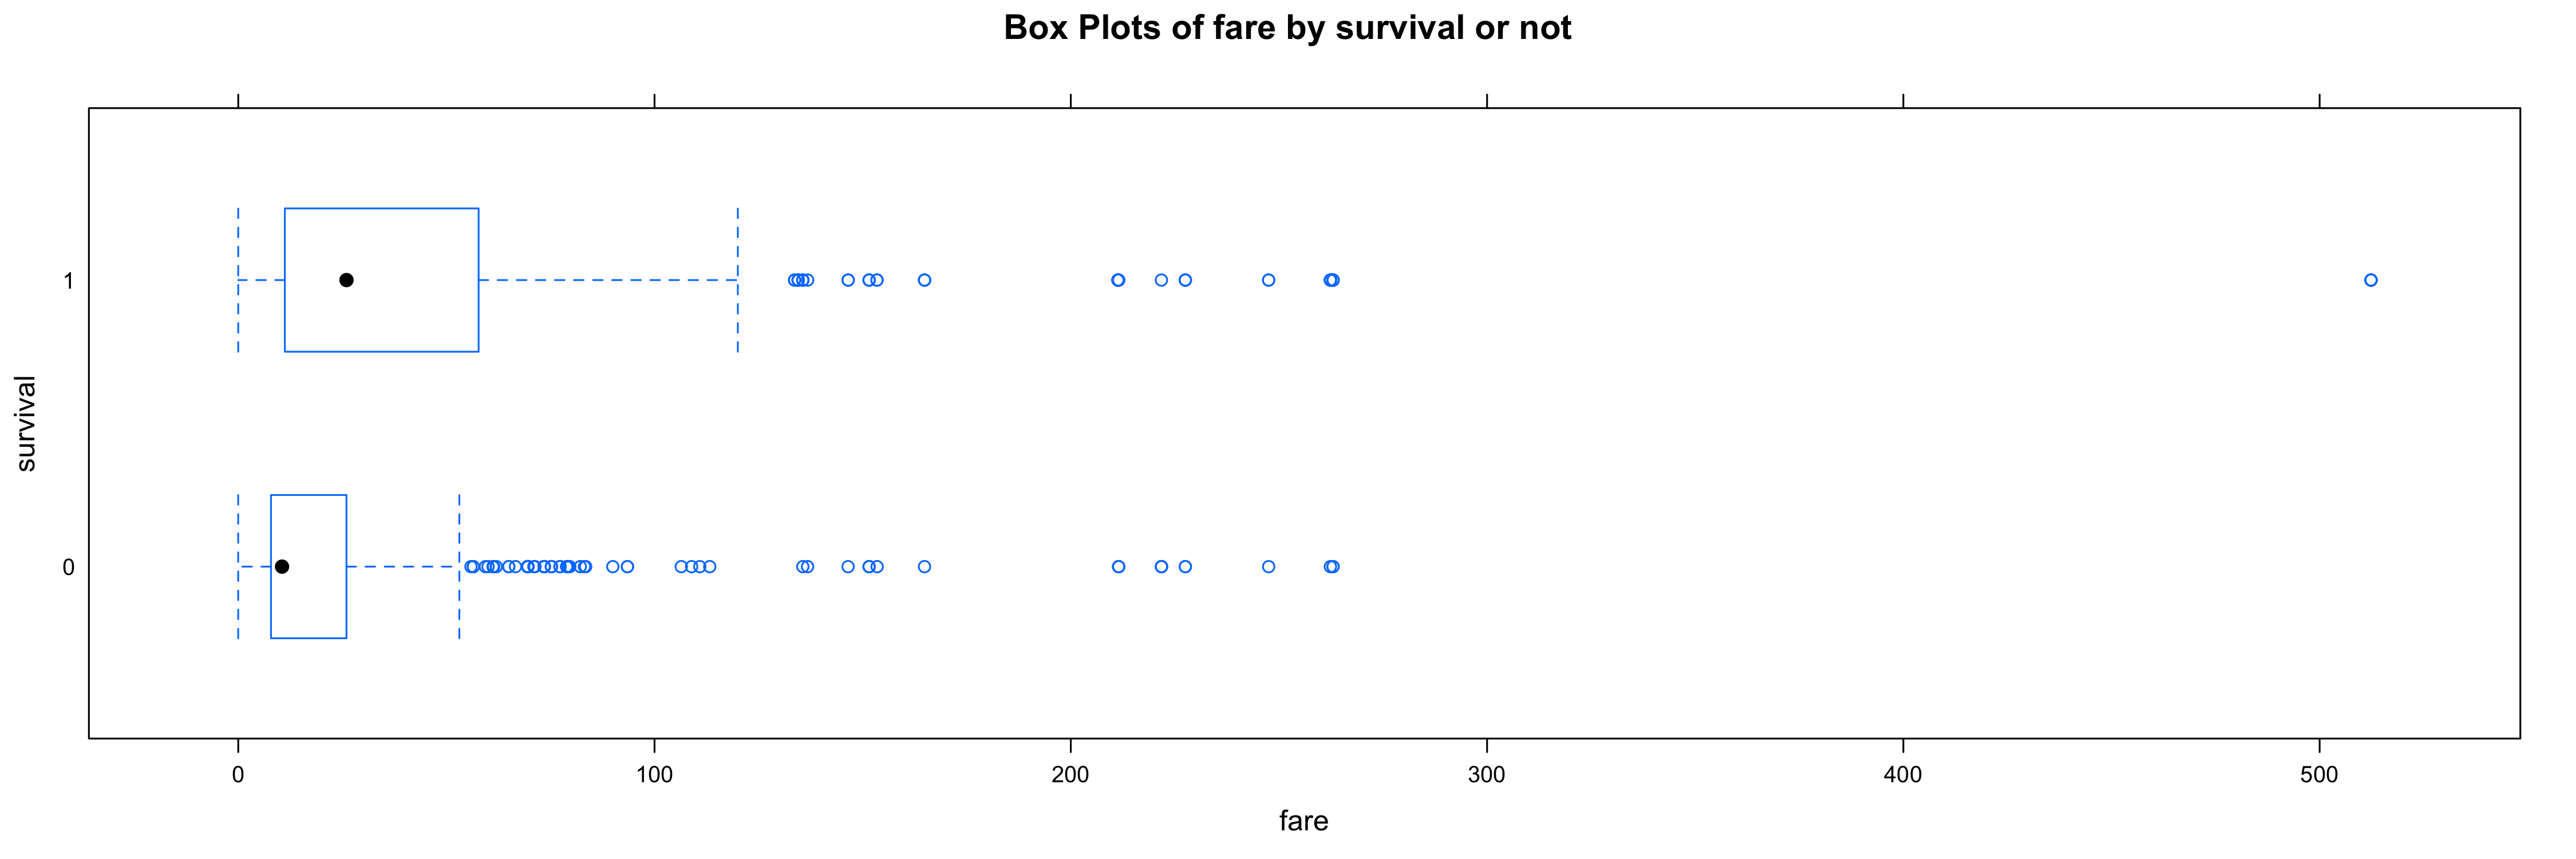 Box Plots of fare by survival or not
survival
1
0
0 100 200 300 400 500
fare